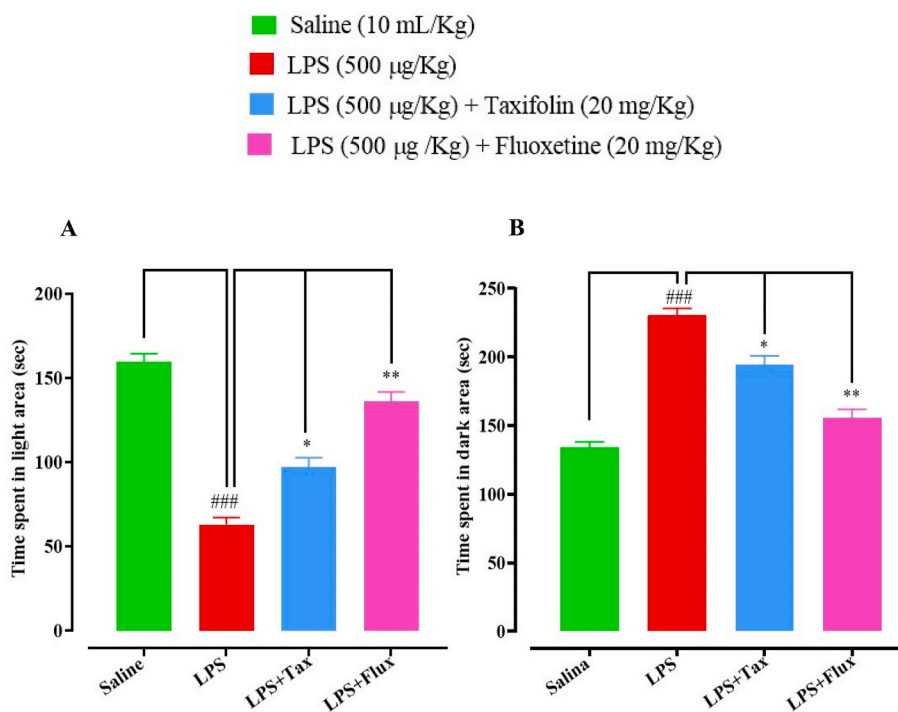 Saline (10 mL/Kg)
LPS (500 µg/Kg)
LPS (500 µg/Kg) + Taxifolin (20 mg/Kg)
LPS (500 µg /Kg) + Fluoxetine (20 mg/Kg)
A
Time spent in light area (sec)
200
150
100
50
0
###
*
**
Saline
LPS
LPS+Tax
LPS+Flux
B
Time spent in dark area (sec)
250
200
150
100
50
0
###
*
**
Salina
LPS
LPS+Tax
LPS+Flux